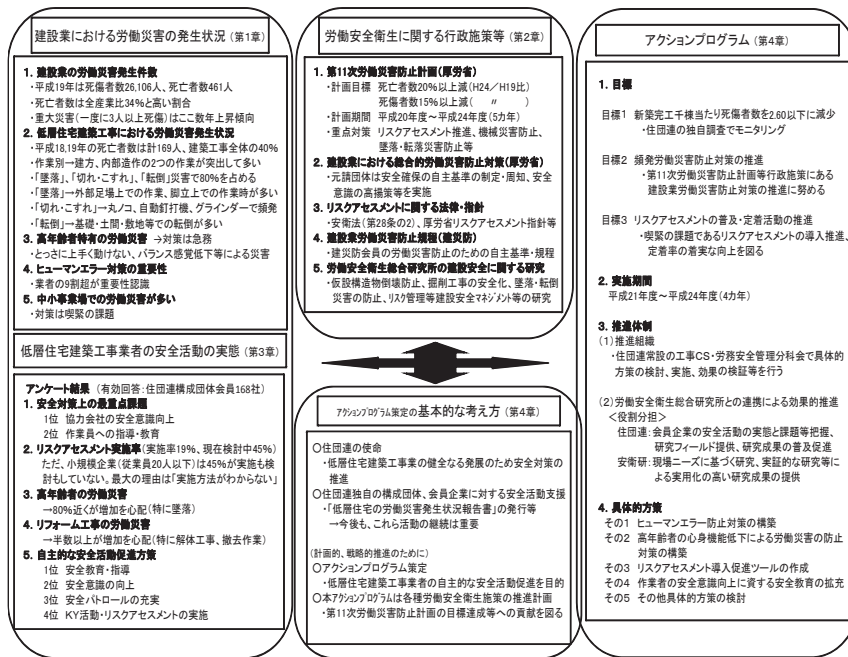 建設業における労働災害の発生状況（第1章）
1. 建設業の労働災害発生件数
・平成19年は死傷者数26,106人、死亡者数461人
・死亡者数は全産業比34%と高い割合
・重大災害（一度に3人以上死傷）はここ数年上昇傾向
2. 低層住宅建築工事における労働災害発生状況
・平成18,19年の死亡者数は計169人、建築工事全体の40%
・作業別→建方、内部造作の2つの作業が突出して多い
・「墜落」、「切れ・こすれ」、「転倒」災害で80%を占める
・「墜落」→外部足場上での作業、脚立上での作業時が多い
・「切れ・こすれ」→丸ノコ、自動釘打機、グラインダーで頻発
・「転倒」→基礎・土間・敷地等での転倒が多い
3. 高年齢者特有の労働災害 →対策は急務
・とっさに上手く動けない、バランス感覚低下等による災害
4. ヒューマンエラー対策の重要性
・業者の9割超が重要性認識
5. 中小事業場での労働災害が多い
・対策は喫緊の課題
低層住宅建築工事業者の安全活動の実態（第3章）
アンケート結果 （有効回答：住団連構成団体会員168社）
1. 安全対策上の最重点課題
1位 協力会社の安全意識向上
2位 作業員への指導・教育
2. リスクアセスメント実施率（実施率19%、現在検討中45%）
ただ、小規模企業（従業員20人以下）は45%が実施も検
討もしていない。最大の理由は「実施方法がわからない」
3. 高年齢者の労働災害
→80%近くが増加を心配（特に墜落）
4. リフォーム工事の労働災害
→半数以上が増加を心配（特に解体工事、撤去作業）
5. 自主的な安全活動促進方策
1位 安全教育・指導
2位 安全意識の向上
3位 安全パトロールの充実
4位 KY活動・リスクアセスメントの実施
労働安全衛生に関する行政施策等（第2章）
1. 第11次労働災害防止計画（厚労省）
・計画目標 死亡者数20%以上減（H24／H19比）
死傷者数15%以上減（ 〃 ）
・計画期間 平成20年度～平成24年度（5カ年）
・重点対策 リスクアセスメント推進、機械災害防止、
墜落・転落災害防止等
2. 建設業における総合的労働災害防止対策（厚労省）
・元請団体は安全確保の自主基準の制定・周知、安全
意識の高揚策等を実施
3. リスクアセスメントに関する法律・指針
・安衛法（第28条の2）、厚労省リスクアセスメント指針等
4. 建設業労働災害防止規程（建災防）
・建災防会員の労働災害防止のための自主基準・規程
5. 労働安全衛生総合研究所の建設安全に関する研究
・仮設構造物倒壊防止、掘削工事の安全化、墜落・転倒
災害の防止、リスク管理等建設安全マネジメント等の研究
アクションプログラム策定の基本的な考え方（第4章）
○住団連の使命
・低層住宅建築工事業の健全なる発展のため安全対策の
推進
○住団連独自の構成団体、会員企業に対する安全活動支援
・「低層住宅の労働災害発生状況報告書」の発行等
→今後も、これら活動の継続は重要
（計画的、戦略的推進のために）
○アクションプログラム策定
・低層住宅建築工事業者の自主的な安全活動促進を目的
○本アクションプログラムは各種労働安全衛生施策の推進計画
・第11次労働災害防止計画の目標達成等への貢献を図る
アクションプログラム（第4章）
1. 目標
目標1 新築完工千棟当たり死傷者数を2.60以下に減少
・住団連の独自調査でモニタリング
目標2 頻発労働災害防止対策の推進
・第11次労働災害防止計画等行政施策にある
建設業労働災害防止対策の推進に努める
目標3 リスクアセスメントの普及・定着活動の推進
・喫緊の課題であるリスクアセスメントの導入推進、
定着率の着実な向上を図る
2. 実施期間
平成21年度～平成24年度（4カ年）
3. 推進体制
（1）推進組織
・住団連常設の工事CS・労務安全管理分科会で具体的
方策の検討、実施、効果の検証等を行う
（2）労働安全衛生総合研究所との連携による効果的推進
＜役割分担＞
住団連：会員企業の安全活動の実態と課題等把握、
研究フィールド提供、研究成果の普及促進
安衛研：現場ニーズに基づく研究、実証的な研究等に
よる実用化の高い研究成果の提供
4. 具体的方策
その1 ヒューマンエラー防止対策の構築
その2 高年齢者の心身機能低下による労働災害の防止
対策の構築
その3 リスクアセスメント導入促進ツールの作成
その4 作業者の安全意識向上に資する安全教育の拡充
その5 その他具体的方策の検討